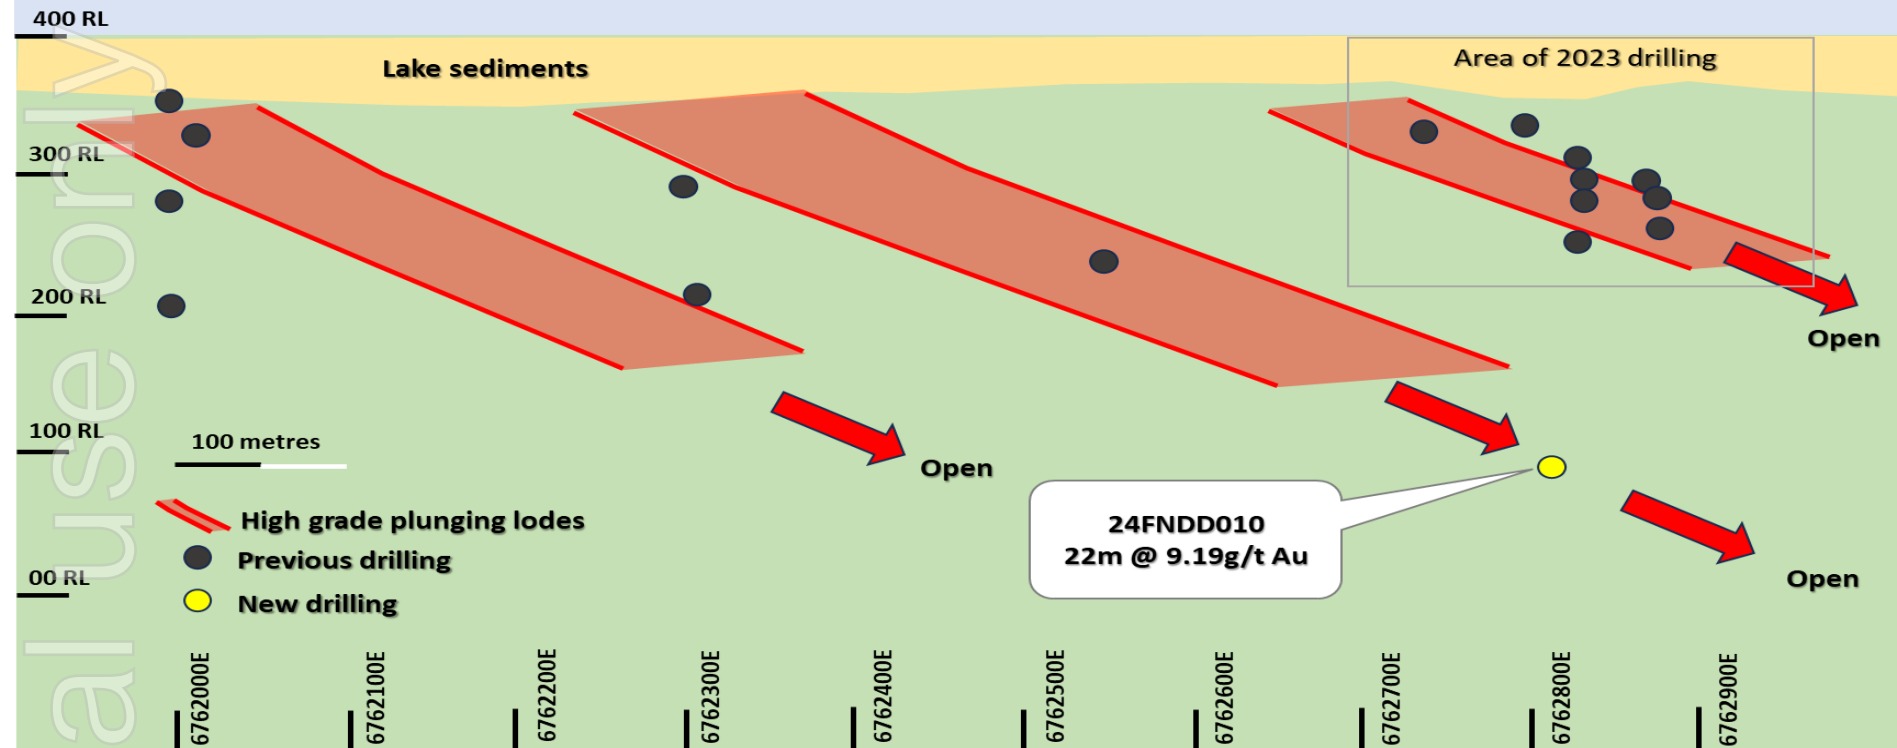 400 RL
Lake sediments
Area of 2023 drilling
300 RL
200 RL
Open
100 RL
100 metres
Open
24FNDD010
22m @ 9.19g/t Au
High grade plunging lodes
Previous drilling
New drilling
00 RL
Open
6762000E
6762100E
6762200E
6762300E
6762400E
6762500E
6762600E
6762700E
6762800E
6762900E
al use only